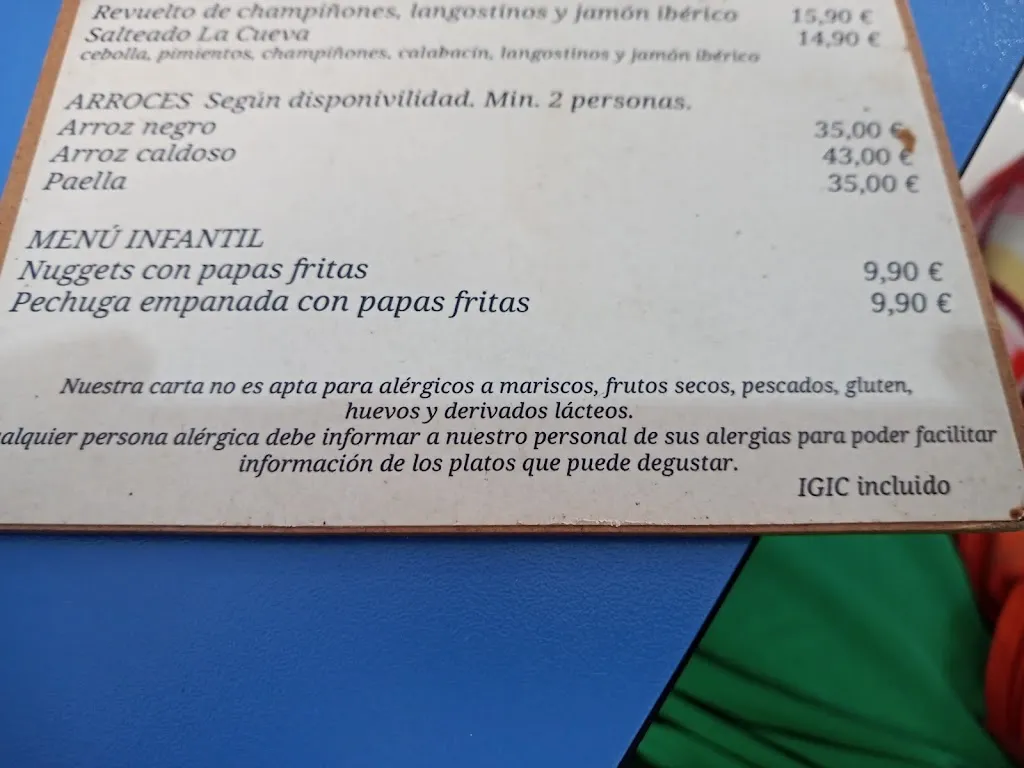 Revuelto de champiñones, langostinos y jamón ibérico 15,90 €
Salteado La Cueva 14,90 €
cebolla, pimientos, champiñones, calabacín, langostinos y jamón ibérico
ARROCES Según disponivilidad. Min. 2 personas.
Arroz negro 35,00 €
Arroz caldoso 43,00 €
Paella 35,00 €
MENÚ INFANTIL
Nuggets con papas fritas 9,90 €
Pechuga empanada con papas fritas 9,90 €
Nuestra carta no es apta para alérgicos a mariscos, frutos secos, pescados, gluten,
huevos y derivados lácteos.
alquier persona alérgica debe informar a nuestro personal de sus alergias para poder facilitar
información de los platos que puede degustar.
IGIC incluido